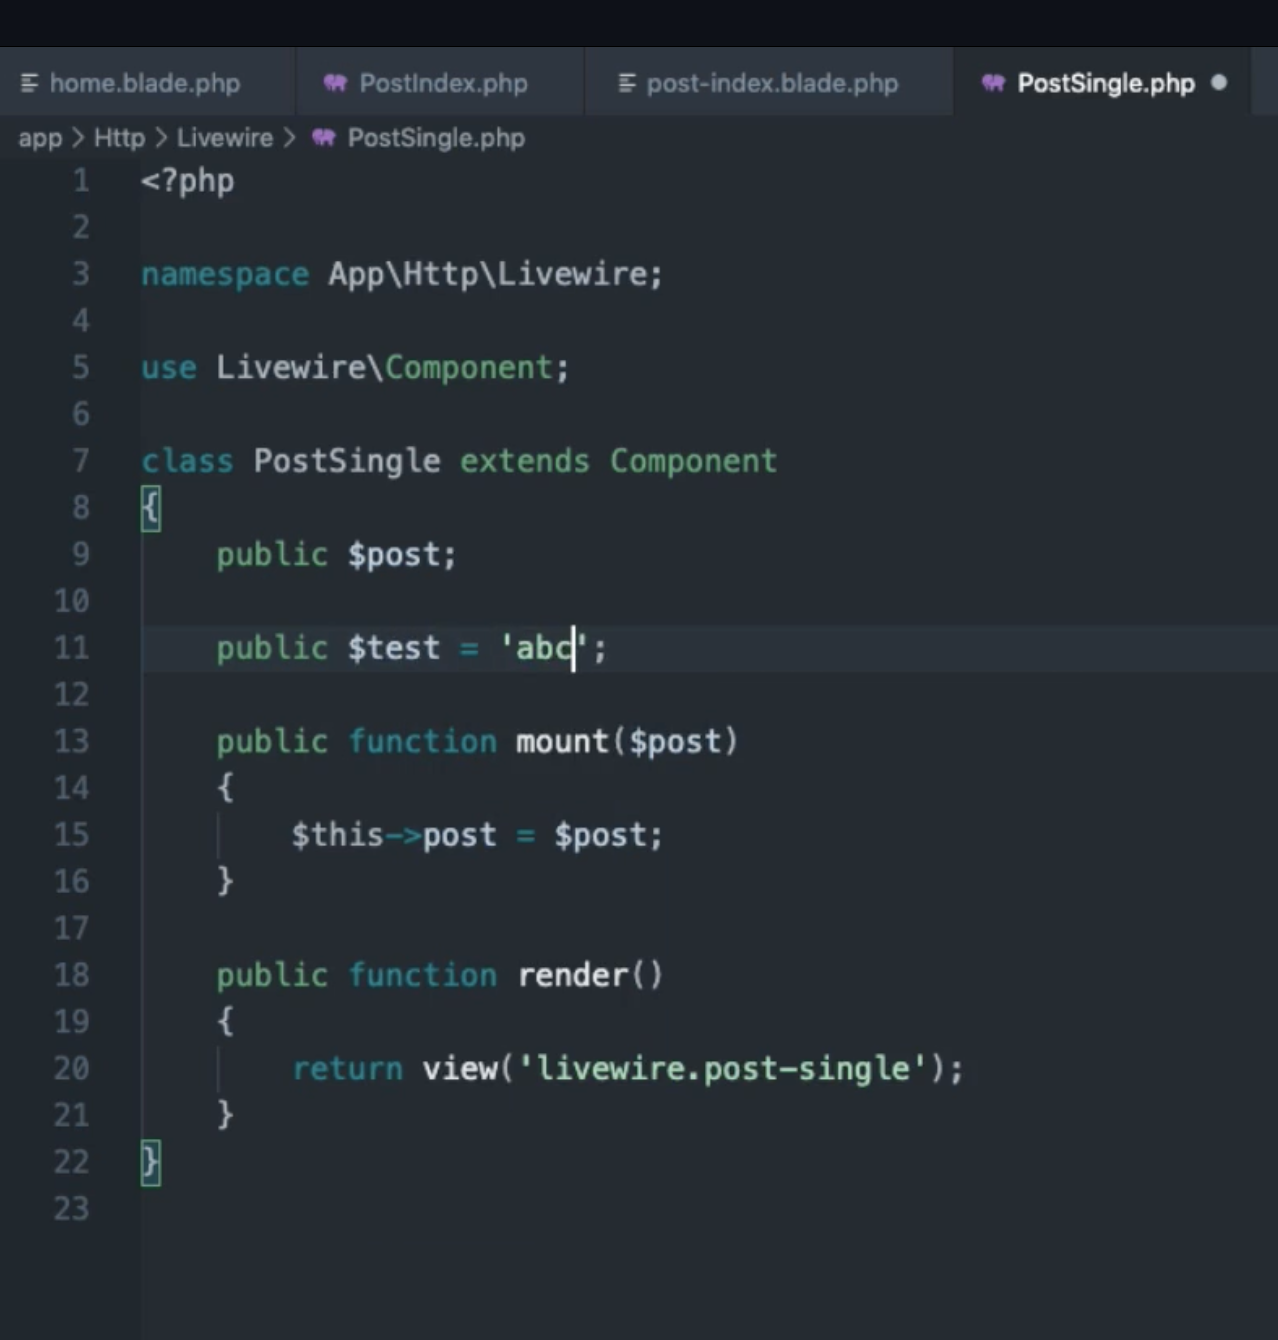 home.blade.php PostIndex.php post-index.blade.php PostSingle.php
app > Http > Livewire > PostSingle.php
1 <?php
2
3 namespace App\Http\Livewire;
4
5 use Livewire\Component;
6
7 class PostSingle extends Component
8 {
9     public $post;
10
11     public $test = 'abc';
12
13     public function mount($post)
14     {
15         $this->post = $post;
16     }
17
18     public function render()
19     {
20         return view('livewire.post-single');
21     }
22 }
23